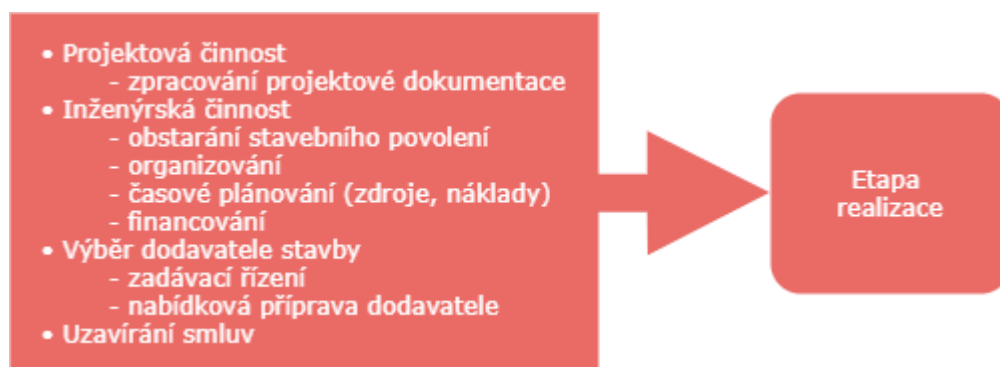 • Projektová činnost
- zpracování projektové dokumentace
• Inženýrská činnost
- obstarání stavebního povolení
- organizování
- časové plánování (zdroje, náklady)
- financování
• Výběr dodavatele stavby
- zadávací řízení
- nabídková příprava dodavatele
• Uzavírání smluv
Etapa
realizace